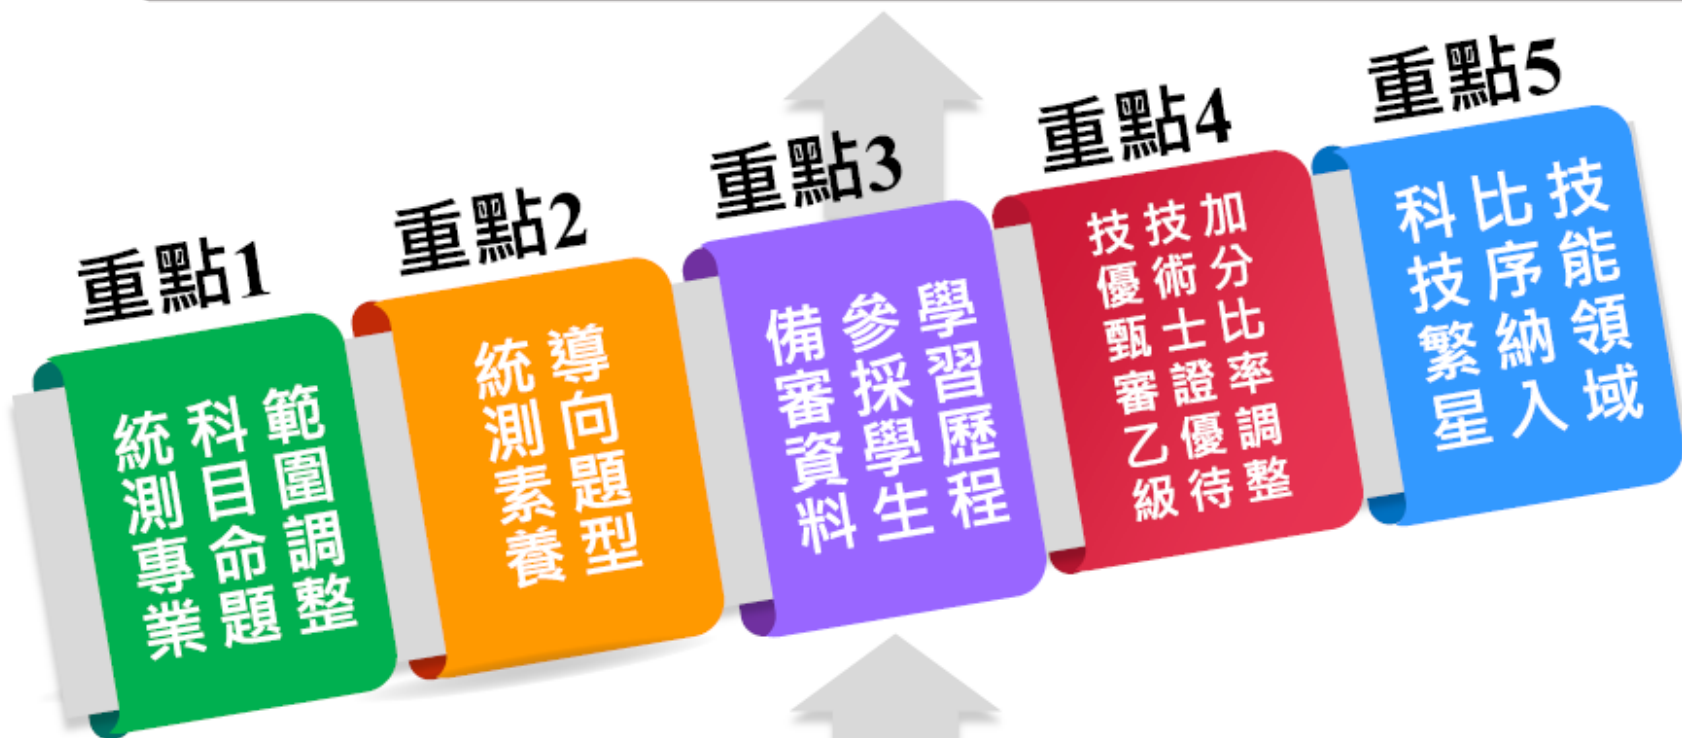 重點1
統測專業
科目命題
範圍調整
重點2
統測素養
導向題型
重點3
備審資料
參採學生
學習歷程
重點4
技優甄審乙級
技術士證優待
加分比率調整
重點5
科技繁星
比序納入
技能領域